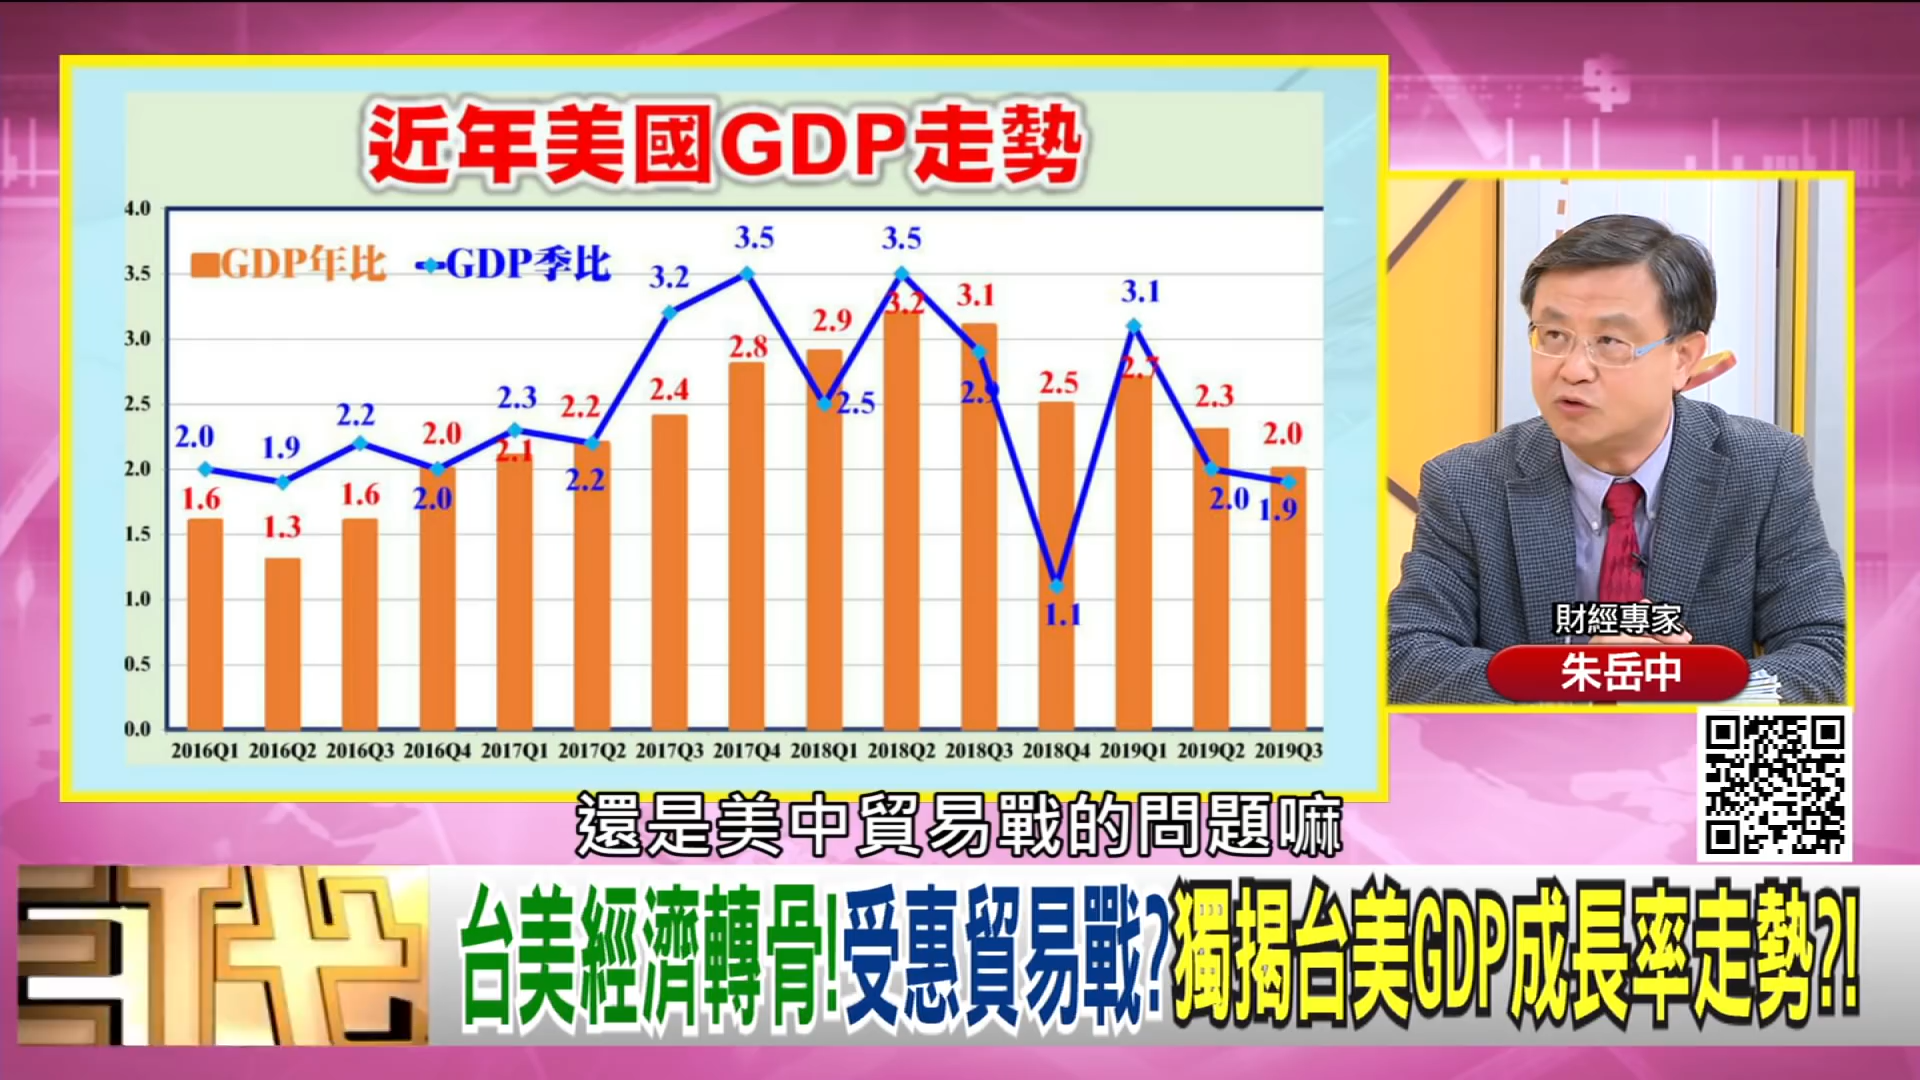 近年美國GDP走勢
GDP年比 GDP季比
4.0
3.5
3.0
2.5
2.0
1.5
1.0
0.5
0.0
2.0 1.9 2.2 2.0 2.3 2.2 3.2 3.5 2.5 3.5 2.9 1.1 3.1 2.0 1.9
1.6 1.3 1.6 2.0 2.1 2.2 2.4 2.8 2.9 3.2 3.1 2.5 2.7 2.3 2.0
2016Q1 2016Q2 2016Q3 2016Q4 2017Q1 2017Q2 2017Q3 2017Q4 2018Q1 2018Q2 2018Q3 2018Q4 2019Q1 2019Q2 2019Q3
財經專家
朱岳中
還是美中貿易戰的問題嘛
台美經濟轉骨!受惠貿易戰?獨揭台美GDP成長率走勢?!